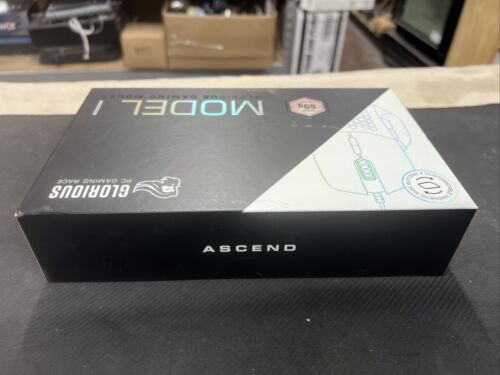 MODEL I
GLORIOUS GAMING MOUSE
69g
GLORIOUS
PC GAMING RACE
ASCEND